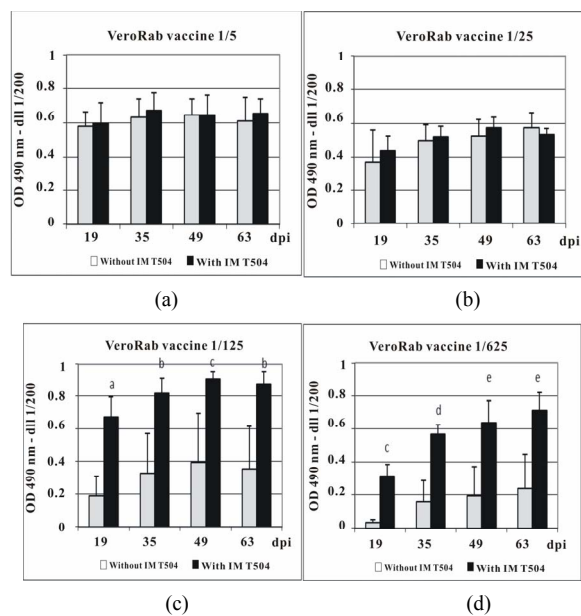 VeroRab vaccine 1/5
OD 490 nm - dll 1/200
1
0.8
0.6
0.4
0.2
0
19 35 49 63 dpi
Without IM T504 With IM T504
(a)
VeroRab vaccine 1/25
OD 490 nm - dll 1/200
1
0.8
0.6
0.4
0.2
0
19 35 49 63 dpi
Without IM T504 With IM T504
(b)
VeroRab vaccine 1/125
OD 490 nm - dll 1/200
1
0.8
0.6
0.4
0.2
0
a b c b
19 35 49 63 dpi
Without IM T504 With IM T504
(c)
VeroRab vaccine 1/625
OD 490 nm - dll 1/200
1
0.8
0.6
0.4
0.2
0
c d e e
19 35 49 63 dpi
Without IM T504 With IM T504
(d)